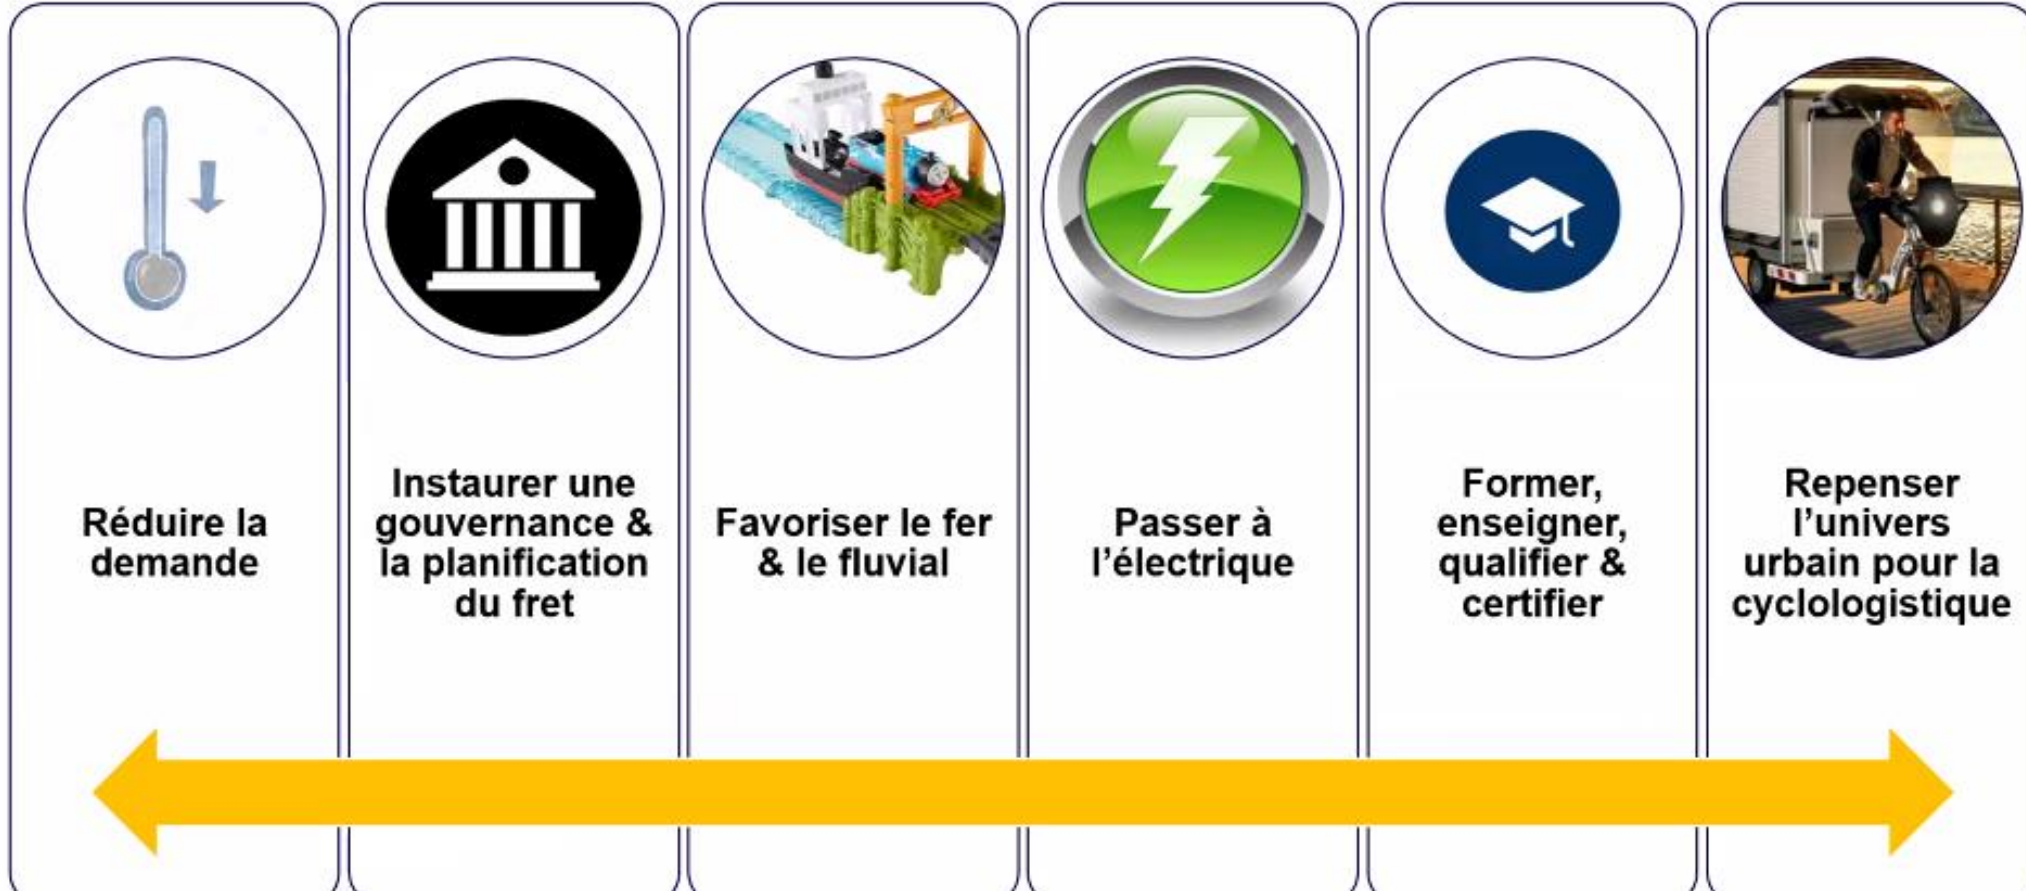 Réduire la
demande
Instaurer une
gouvernance &
la planification
du fret
Favoriser le fer
& le fluvial
Passer à
l’électrique
Former,
enseigner,
qualifier &
certifier
Repenser
l’univers
urbain pour la
cyclologistique